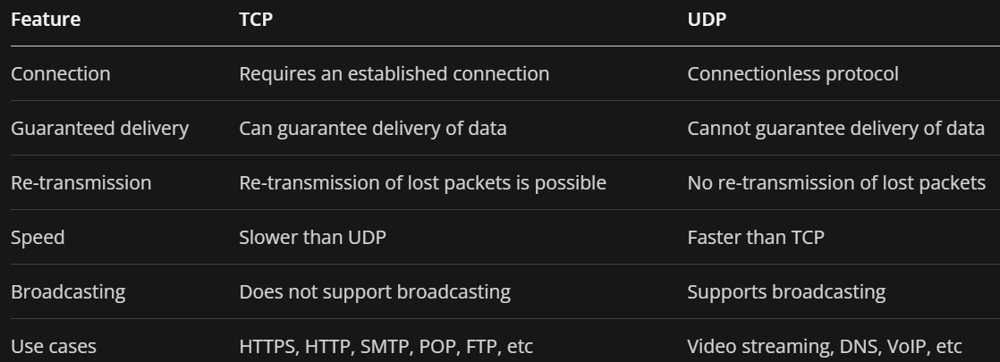 Feature TCP UDP
Connection Requires an established connection Connectionless protocol
Guaranteed delivery Can guarantee delivery of data Cannot guarantee delivery of data
Re-transmission Re-transmission of lost packets is possible No re-transmission of lost packets
Speed Slower than UDP Faster than TCP
Broadcasting Does not support broadcasting Supports broadcasting
Use cases HTTPS, HTTP, SMTP, POP, FTP, etc Video streaming, DNS, VoIP, etc